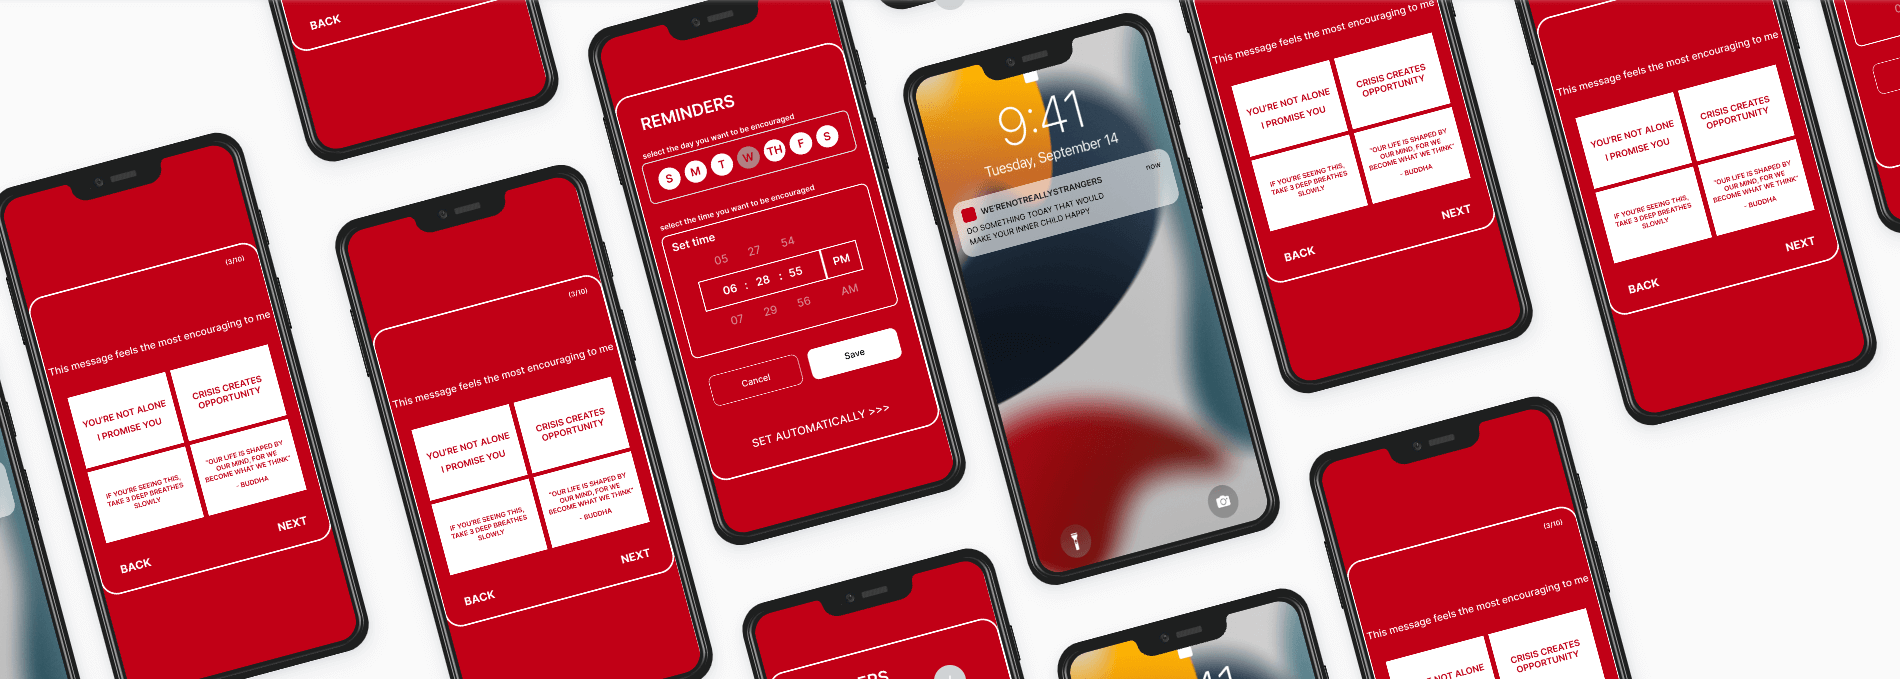 BACK
(3/10)
This message feels the most encouraging to me
YOU'RE NOT ALONE
I PROMISE YOU
CRISIS CREATES
OPPORTUNITY
IF YOU'RE SEEING THIS,
TAKE 3 DEEP BREATHES
SLOWLY
"OUR LIFE IS SHAPED BY
OUR MIND, FOR WE
BECOME WHAT WE THINK"
- BUDDHA
NEXT
BACK
(3/10)
This message feels the most encouraging to me
YOU'RE NOT ALONE
I PROMISE YOU
CRISIS CREATES
OPPORTUNITY
IF YOU'RE SEEING THIS,
TAKE 3 DEEP BREATHES
SLOWLY
"OUR LIFE IS SHAPED BY
OUR MIND, FOR WE
BECOME WHAT WE THINK"
- BUDDHA
NEXT
BACK
REMINDERS
select the day you want to be encouraged
S M T W TH F S
select the time you want to be encouraged
Set time
05 27 54
06 : 28 : 55 PM
07 29 56 AM
Cancel
Save
SET AUTOMATICALLY >>>
9:41
Tuesday, September 14
WE'RENOTREALLYSTRANGERS
now
DO SOMETHING TODAY THAT WOULD
MAKE YOUR INNER CHILD HAPPY
This message feels the most encouraging to me
YOU'RE NOT ALONE
I PROMISE YOU
CRISIS CREATES
OPPORTUNITY
IF YOU'RE SEEING THIS,
TAKE 3 DEEP BREATHES
SLOWLY
"OUR LIFE IS SHAPED BY
OUR MIND, FOR WE
BECOME WHAT WE THINK"
- BUDDHA
NEXT
BACK
This message feels the most encouraging to me
YOU'RE NOT ALONE
I PROMISE YOU
CRISIS CREATES
OPPORTUNITY
IF YOU'RE SEEING THIS,
TAKE 3 DEEP BREATHES
SLOWLY
"OUR LIFE IS SHAPED BY
OUR MIND, FOR WE
BECOME WHAT WE THINK"
- BUDDHA
NEXT
BACK
(3/10)
This message feels the most encouraging to me
CRISIS CREATES
OPPORTUNITY
NOT ALONE